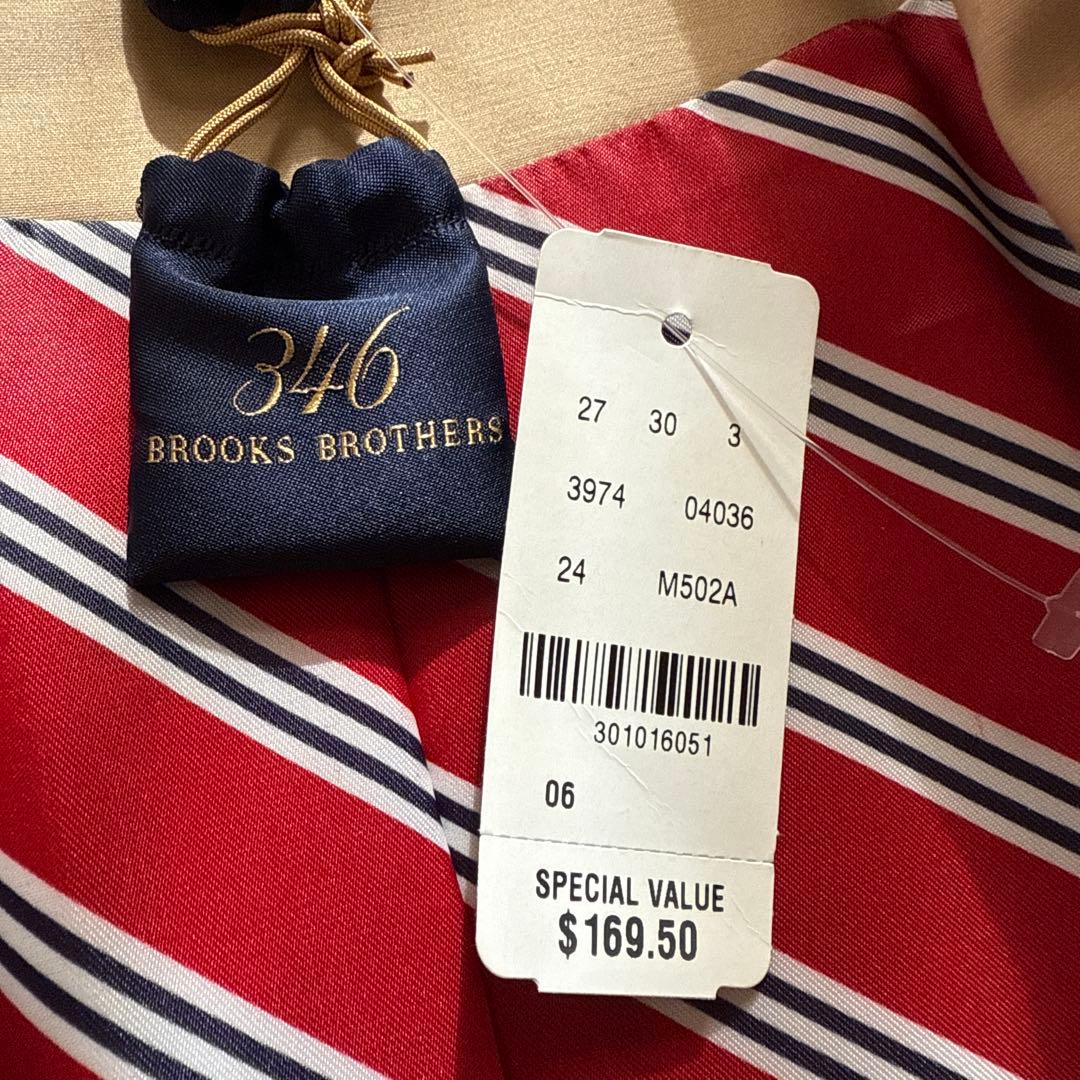 346
BROOKS BROTHERS
27 30 3
3974 04036
24 M502A
301016051
06
SPECIAL VALUE
$169.50